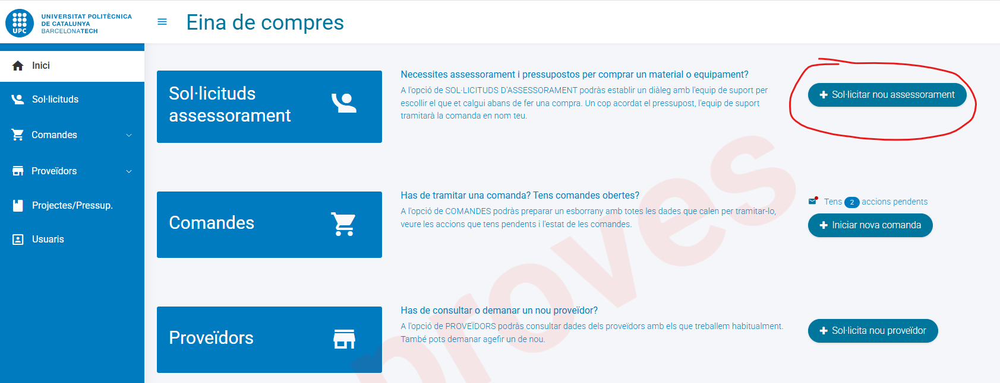 UNIVERSITAT POLITÈCNICA
DE CATALUNYA
BARCELONATECH
UPC
Eina de compres
Inici
Sol·licituds
Comandes
Proveïdors
Projectes/Pressup.
Usuaris
Sol·licituds
assessorament
Necessites assessorament i pressupostos per comprar un material o equipament?
A l'opció de SOL·LICITUDS D'ASSESSORAMENT podràs establir un diàleg amb l'equip de suport per
escollir el que et calgui abans de fer una compra. Un cop acordat el pressupost, l'equip de suport
tramitarà la comanda en nom teu.
Sol·licitar nou assessorament
Comandes
Has de tramitar una comanda? Tens comandes obertes?
A l'opció de COMANDES podràs preparar un esborrany amb totes les dades que calen per tramitar-lo,
veure les accions que tens pendents i l'estat de les comandes.
Tens 2 accions pendents
Iniciar nova comanda
Proveïdors
Has de consultar o demanar un nou proveïdor?
A l'opció de PROVEÏDORS podràs consultar dades dels proveïdors amb els que treballem habitualment.
També pots demanar agefir un de nou.
Sol·licita nou proveïdor
proves